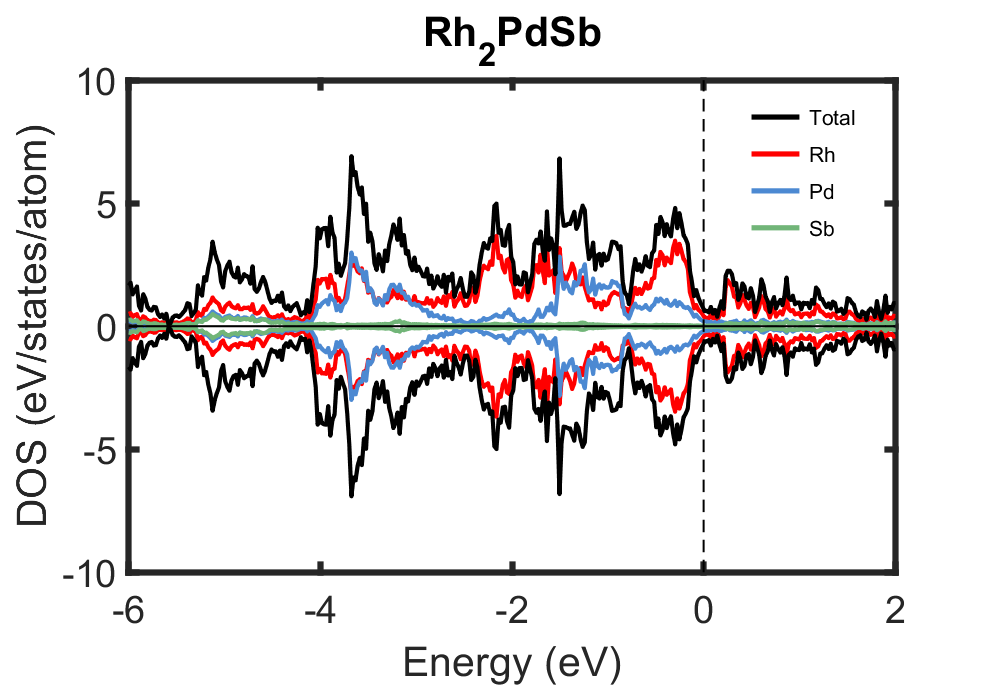 Rh2PdSb
10
5
0
-5
-10
DOS (eV/states/atom)
Total
Rh
Pd
Sb
-6
-4
-2
0
2
Energy (eV)